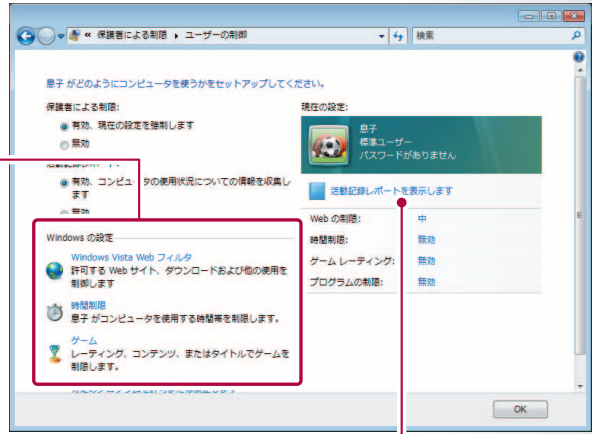 保護者による制限 ユーザーの制御
検索
息子 がどのようにコンピュータを使うかをセットアップしてください。
保護者による制限:
有効、現在の設定を強制します
無効
活動記録レポート:
有効、コンピュータの使用状況についての情報を収集し
ます
無効
Windows の設定
Windows Vista Web フィルタ
許可する Web サイト、ダウンロードおよび他の使用を
制御します
時間制限
息子 がコンピュータを使用する時間帯を制限します。
ゲーム
レーティング、コンテンツ、またはタイトルでゲームを
制限します。
現在の設定:
息子
標準ユーザー
パスワードがありません
活動記録レポートを表示します
Web の制限: 中
時間制限: 無効
ゲーム レーティング: 無効
プログラムの制限: 無効
OK